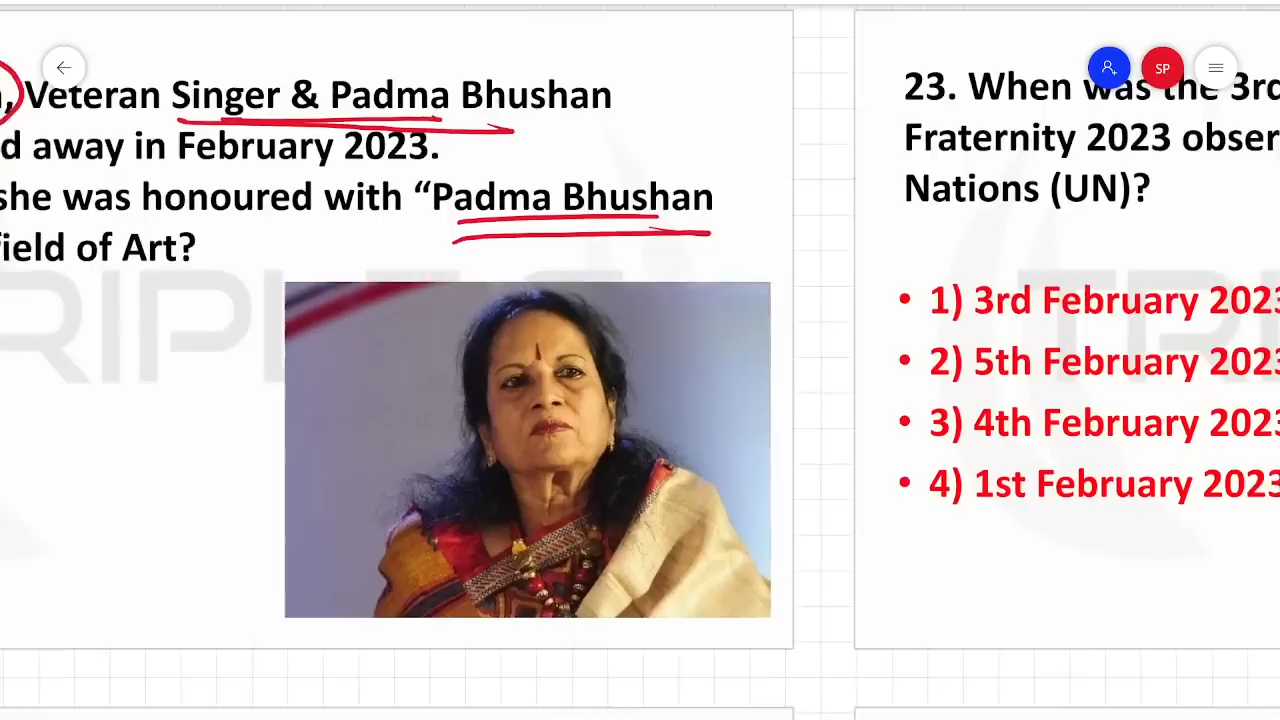 , Veteran Singer & Padma Bhushan
d away in February 2023.
she was honoured with “Padma Bhushan
field of Art?
23. When was the 3rd
Fraternity 2023 obser
Nations (UN)?
• 1) 3rd February 202
• 2) 5th February 202
• 3) 4th February 202
• 4) 1st February 202
SP